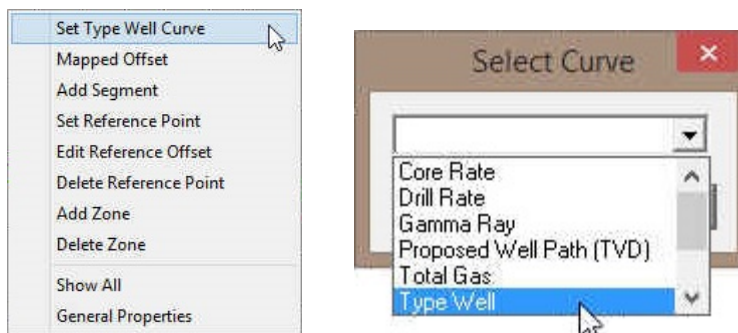 Set Type Well Curve
Mapped Offset
Add Segment
Set Reference Point
Edit Reference Offset
Delete Reference Point
Add Zone
Delete Zone
Show All
General Properties
Select Curve
Core Rate
Drill Rate
Gamma Ray
Proposed Well Path (TVD)
Total Gas
Type Well